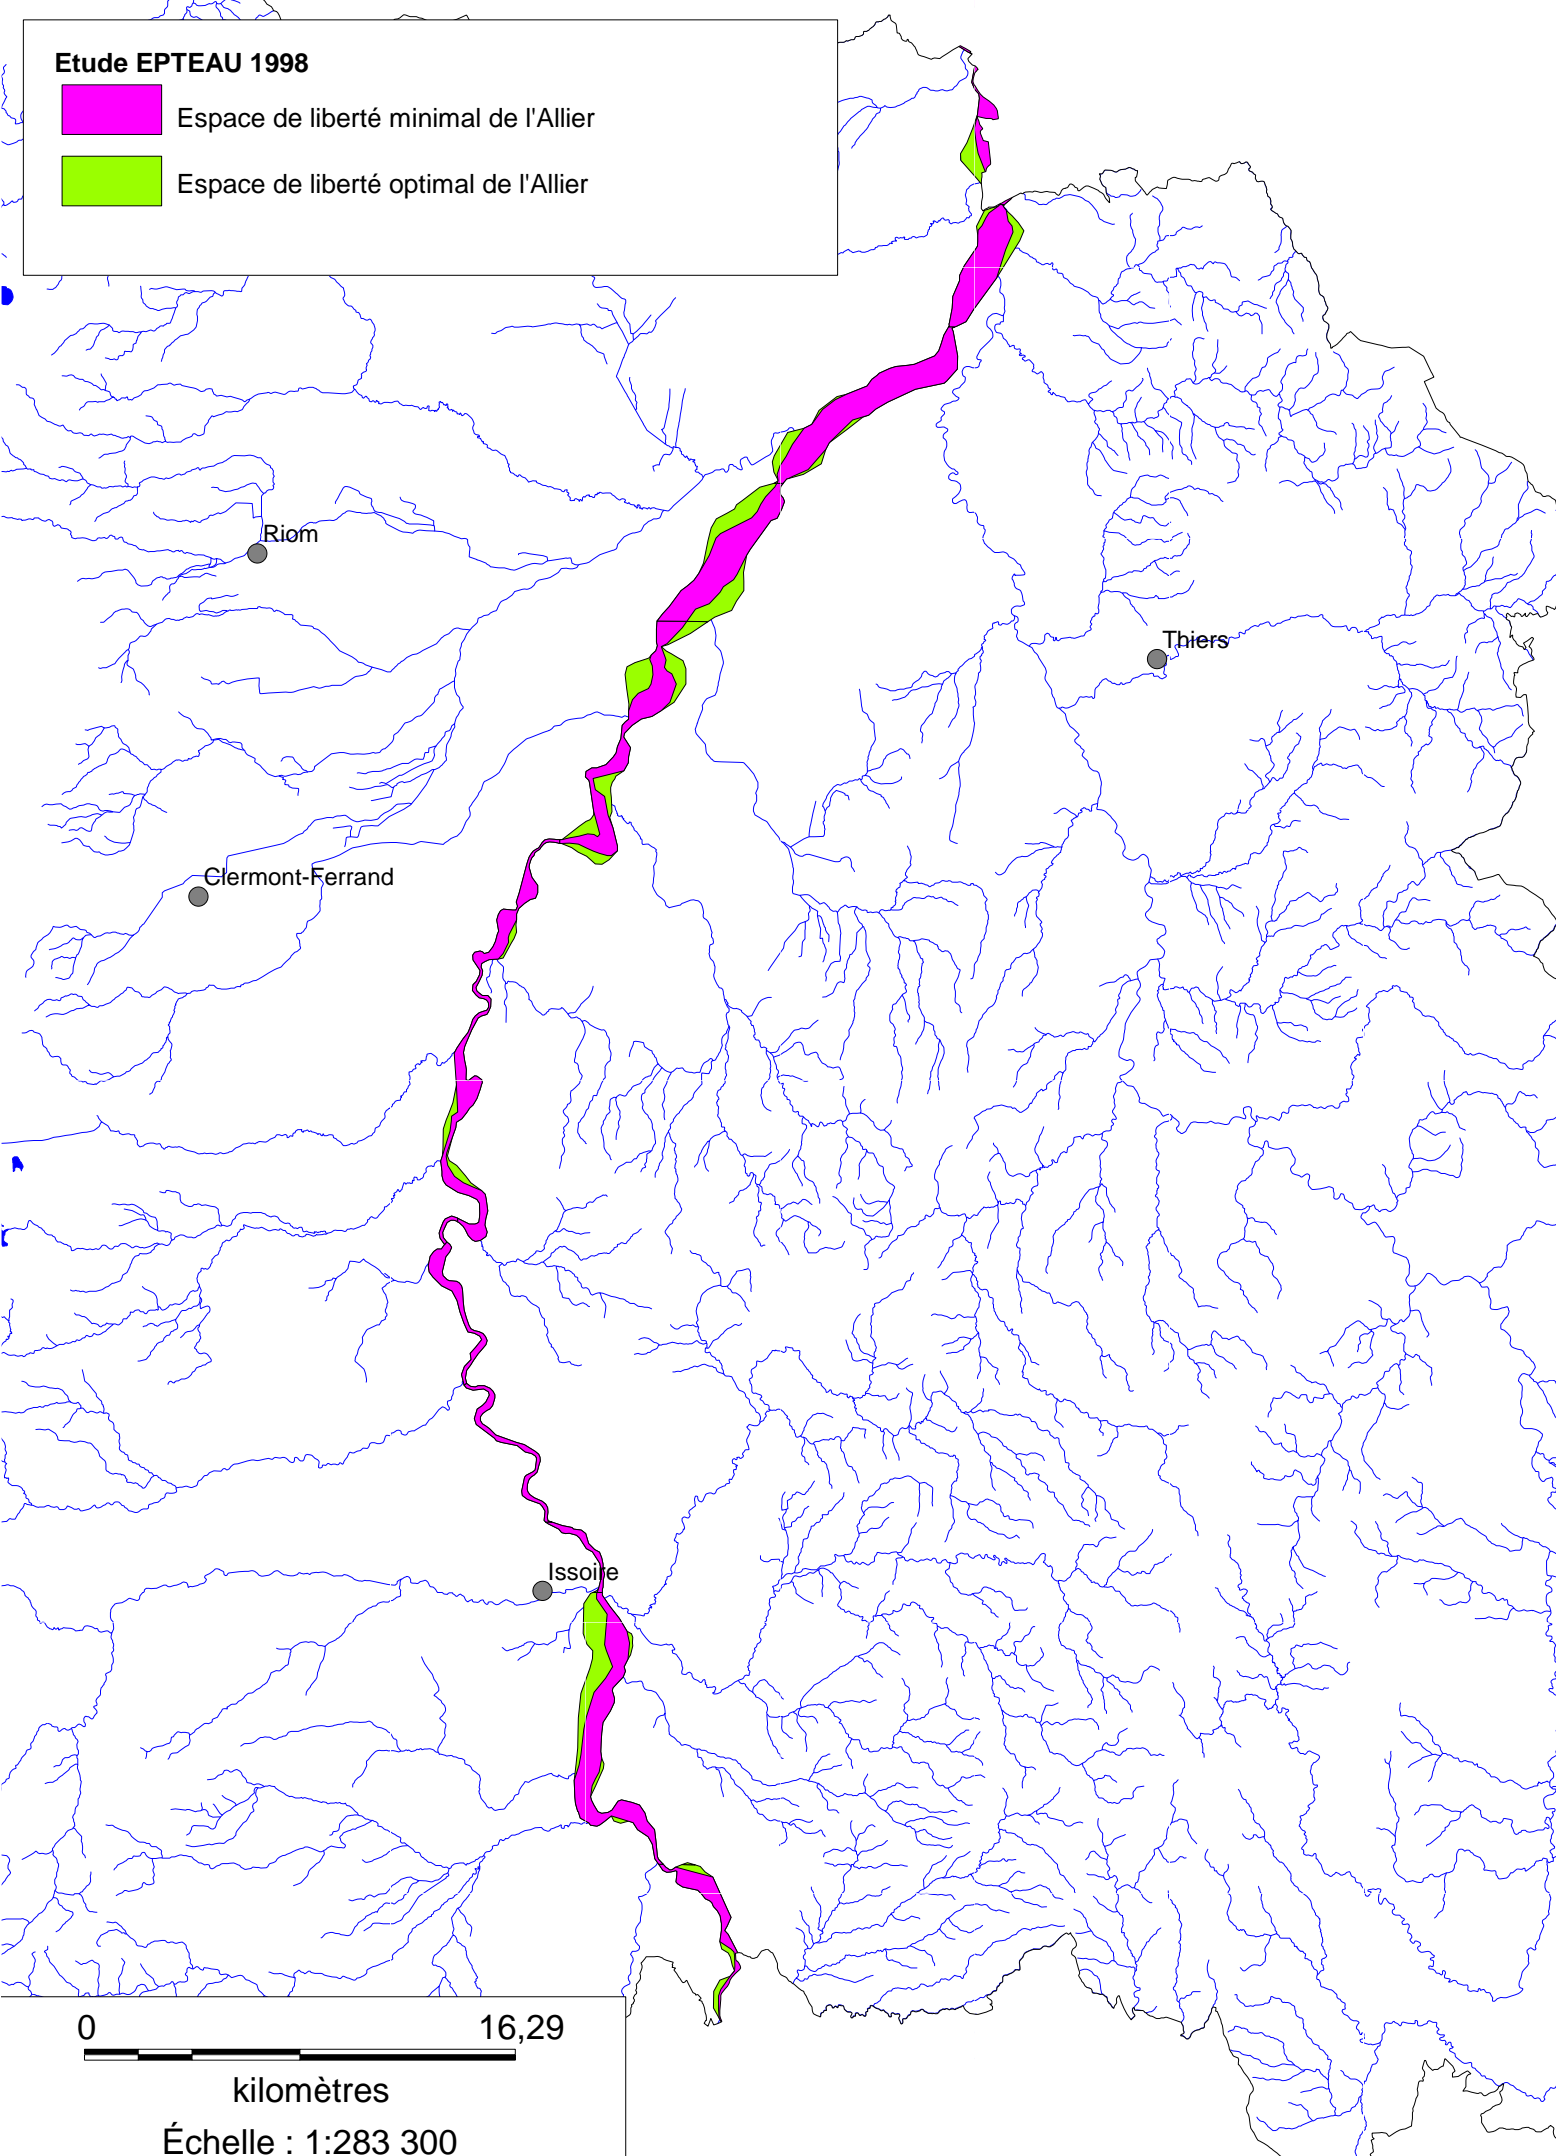 Etude EPTEAU 1998
Espace de liberté minimal de l'Allier
Espace de liberté optimal de l'Allier
Riom
Thiers
Clermont-Ferrand
Issoire
0 16,29
kilomètres
Échelle : 1:283 300